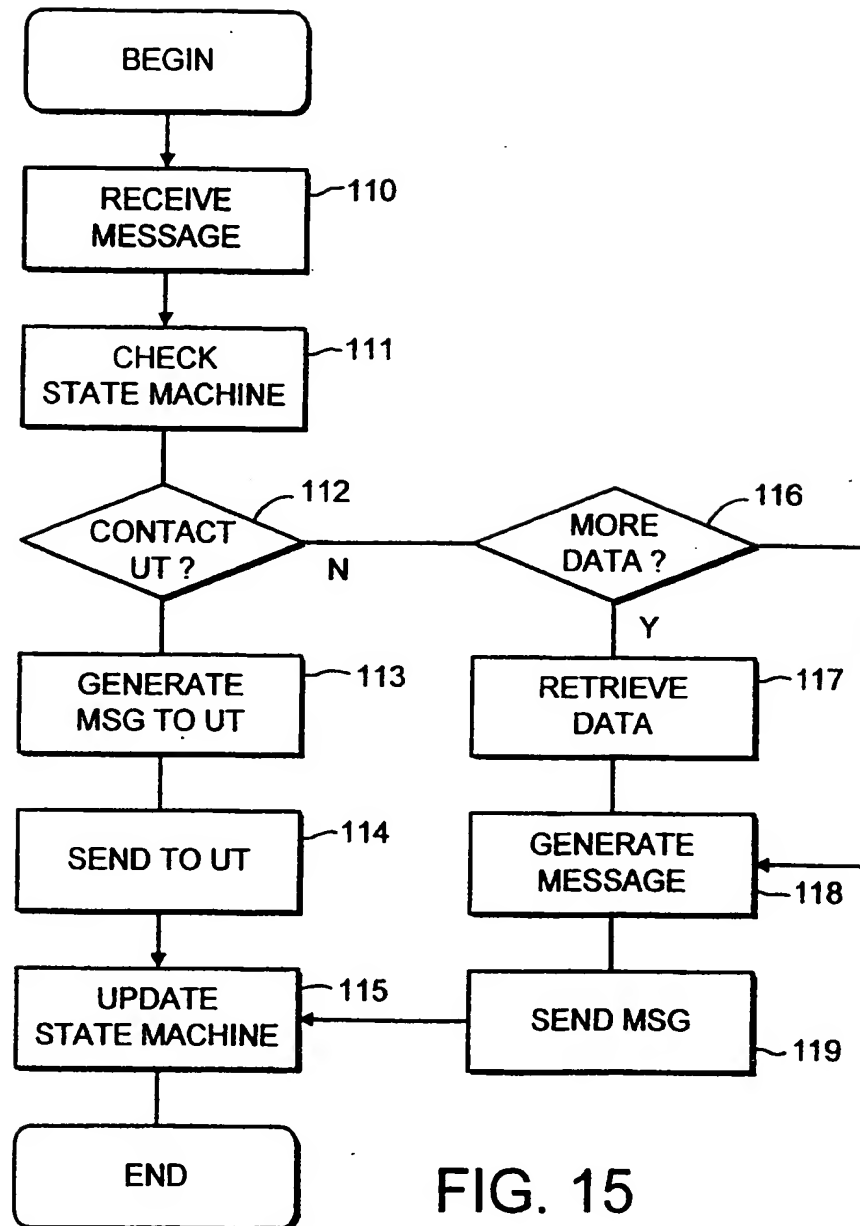 BEGIN
RECEIVE
MESSAGE
110
CHECK
STATE MACHINE
111
CONTACT
UT ?
112
N
MORE
DATA ?
116
Y
GENERATE
MSG TO UT
113
RETRIEVE
DATA
117
SEND TO UT
114
GENERATE
MESSAGE
118
UPDATE
STATE MACHINE
115
SEND MSG
119
END
FIG. 15